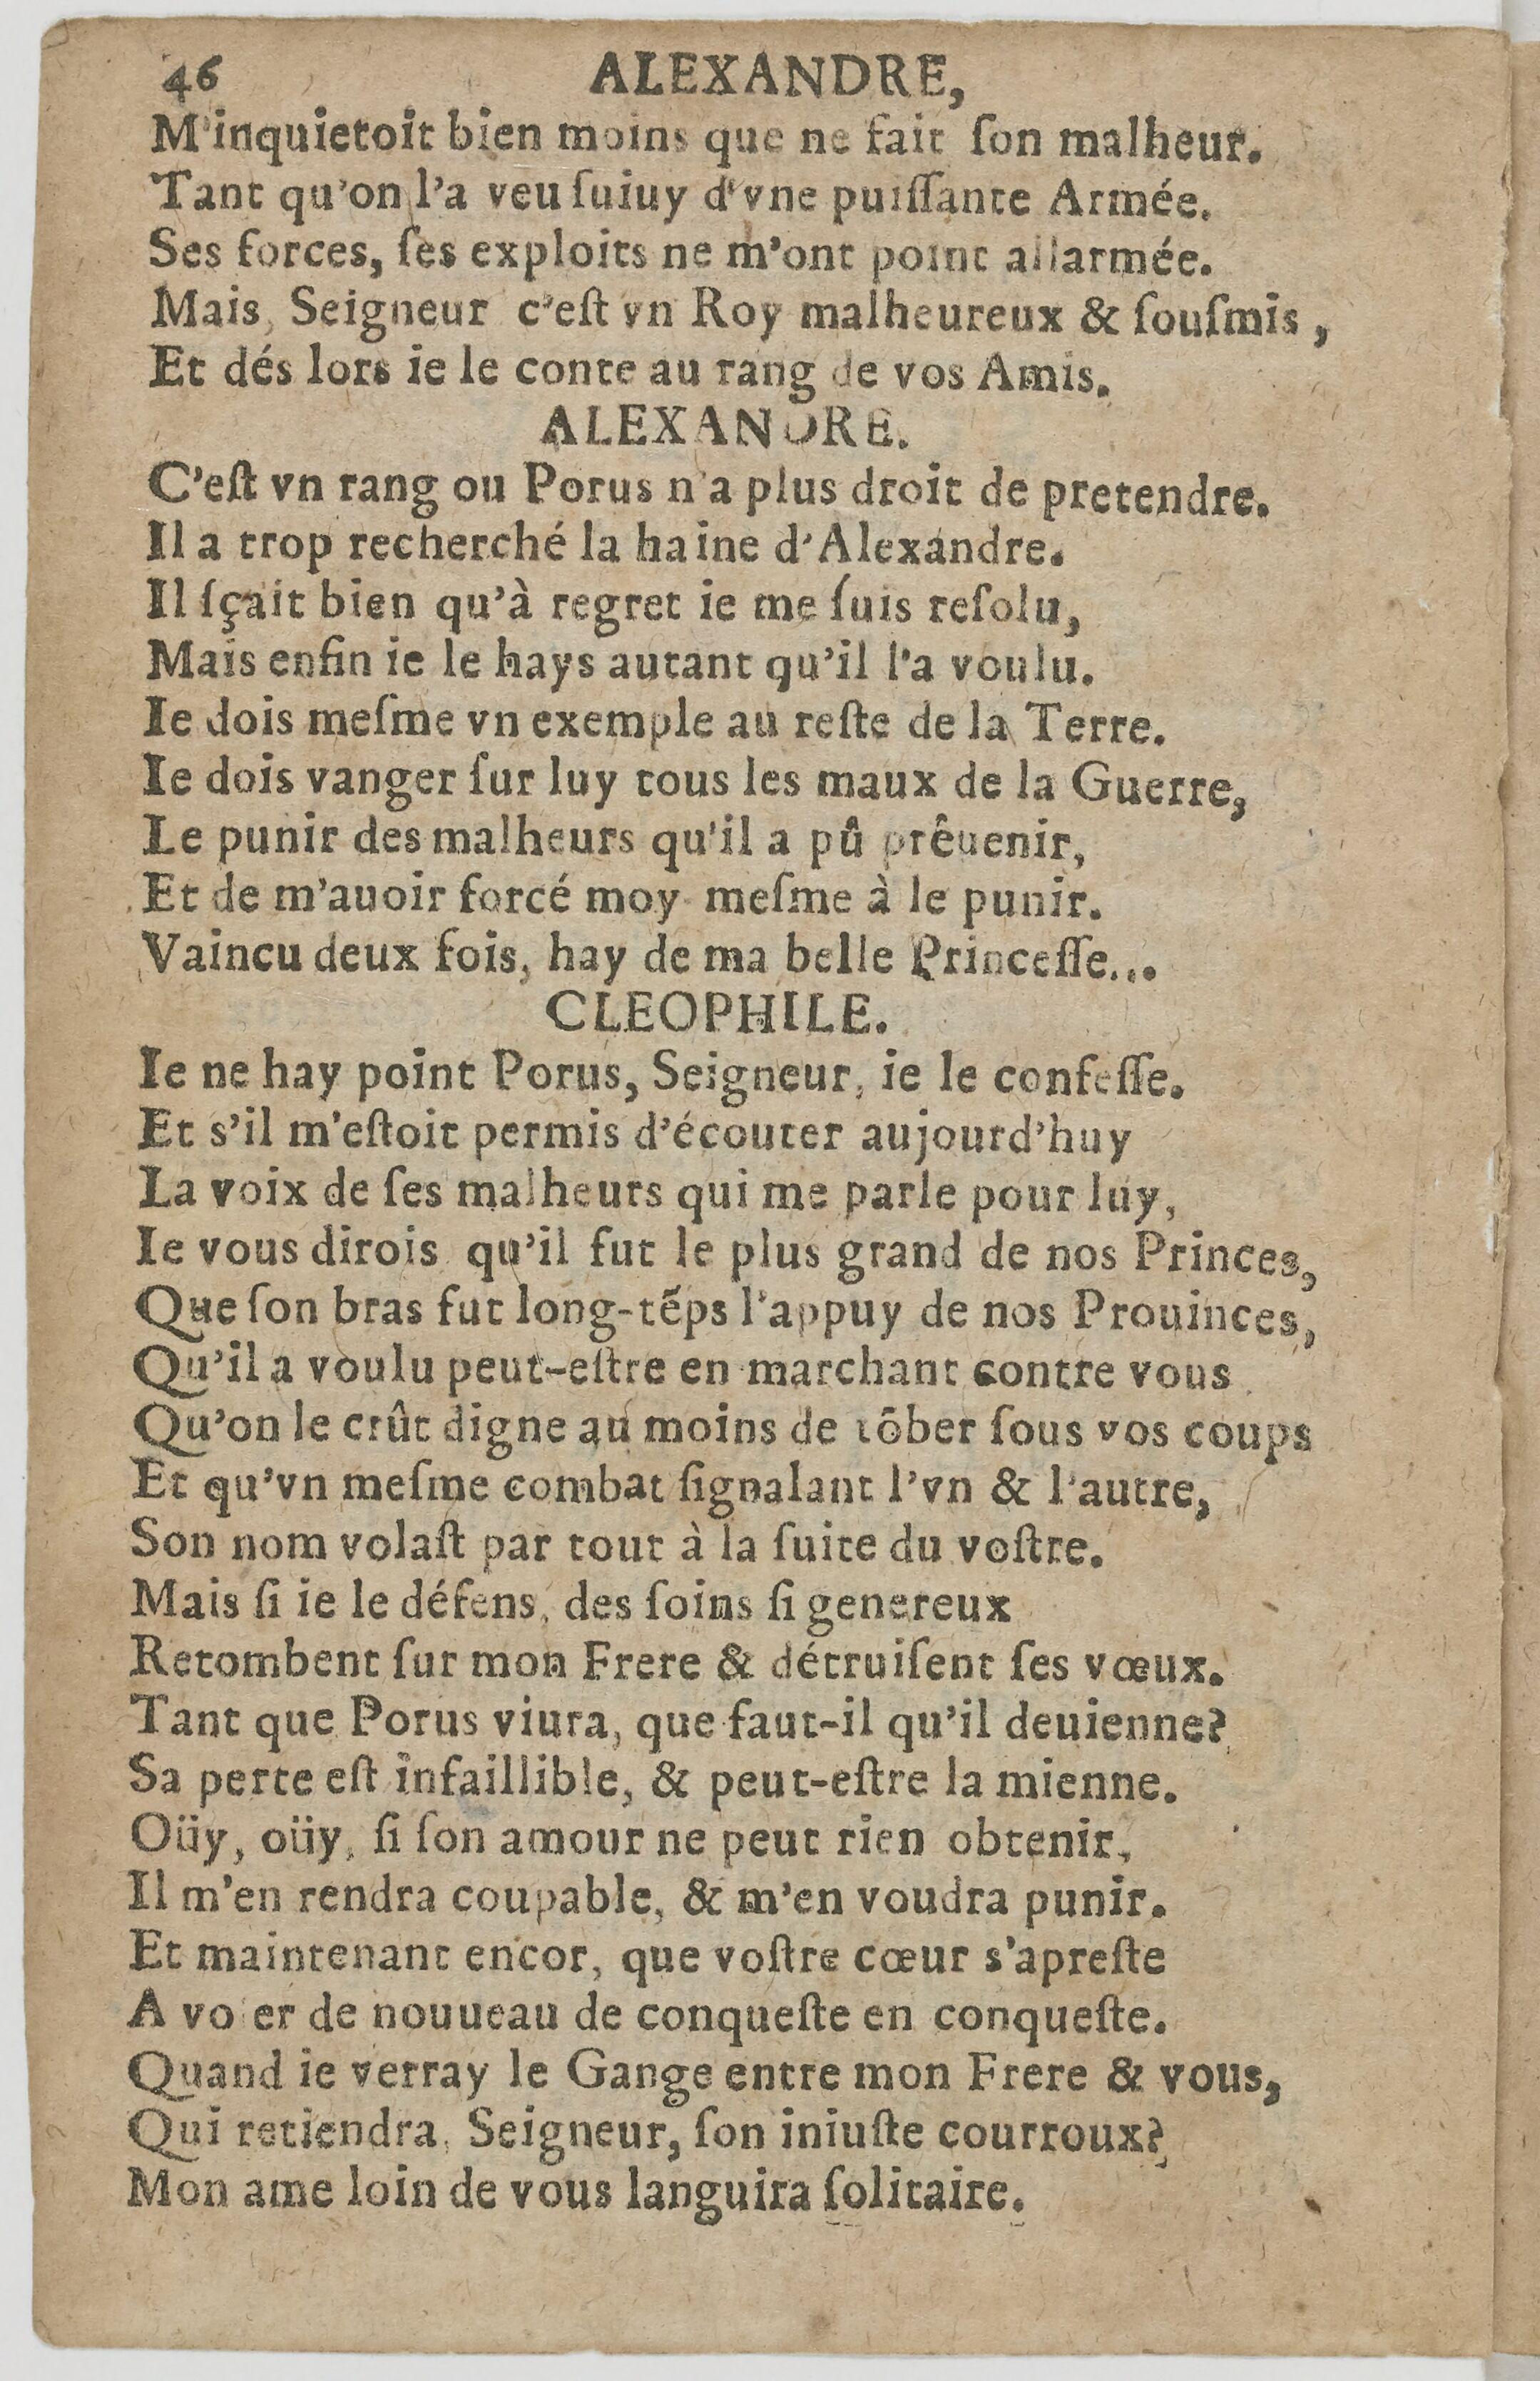 46 ALEXANDRE,
M'inquietoit bien moins que ne fait ſon malheur.
Tant qu'on l'a veu ſuiuy d'vne puiſſante Armée.
Ses forces, ſes exploits ne m'ont point allarmée.
Mais, Seigneur c'eſt vn Roy malheureux & ſouſmis,
Et dés lors ie le conte au rang de vos Amis.
ALEXANDRE.
C'eſt vn rang ou Porus n'a plus droit de pretendre.
Il a trop recherché la haine d'Alexandre.
Il ſçait bien qu'à regret ie me ſuis reſolu,
Mais enfin ie le hays autant qu'il l'a voulu.
Ie dois meſme vn exemple au reſte de la Terre.
Ie dois vanger ſur luy tous les maux de la Guerre,
Le punir des malheurs qu'il a pû prêuenir,
Et de m'auoir forcé moy meſme à le punir.
Vaincu deux fois, hay de ma belle Princeſſe...
CLEOPHILE.
Ie ne hay point Porus, Seigneur, ie le confeſſe.
Et s'il m'eſtoit permis d'écouter aujourd'huy
La voix de ſes malheurs qui me parle pour luy,
Ie vous dirois qu'il fut le plus grand de nos Princes,
Que ſon bras fut long-tẽps l'appuy de nos Prouinces,
Qu'il a voulu peut-eſtre en marchant contre vous
Qu'on le crût digne au moins de tõber ſous vos coups
Et qu'vn meſme combat ſignalant l'vn & l'autre,
Son nom volaſt par tout à la ſuite du voſtre.
Mais ſi ie le défens, des ſoins ſi genereux
Retombent ſur mon Frere & détruiſent ſes vœux.
Tant que Porus viura, que faut-il qu'il deuienne?
Sa perte eſt infaillible, & peut-eſtre la mienne.
Oüy, oüy, ſi ſon amour ne peut rien obtenir,
Il m'en rendra coupable, & m'en voudra punir.
Et maintenant encor, que voſtre cœur s'apreſte
A vo er de nouueau de conqueſte en conqueſte.
Quand ie verray le Gange entre mon Frere & vous,
Qui retiendra, Seigneur, ſon iniuſte courroux?
Mon ame loin de vous languira ſolitaire.